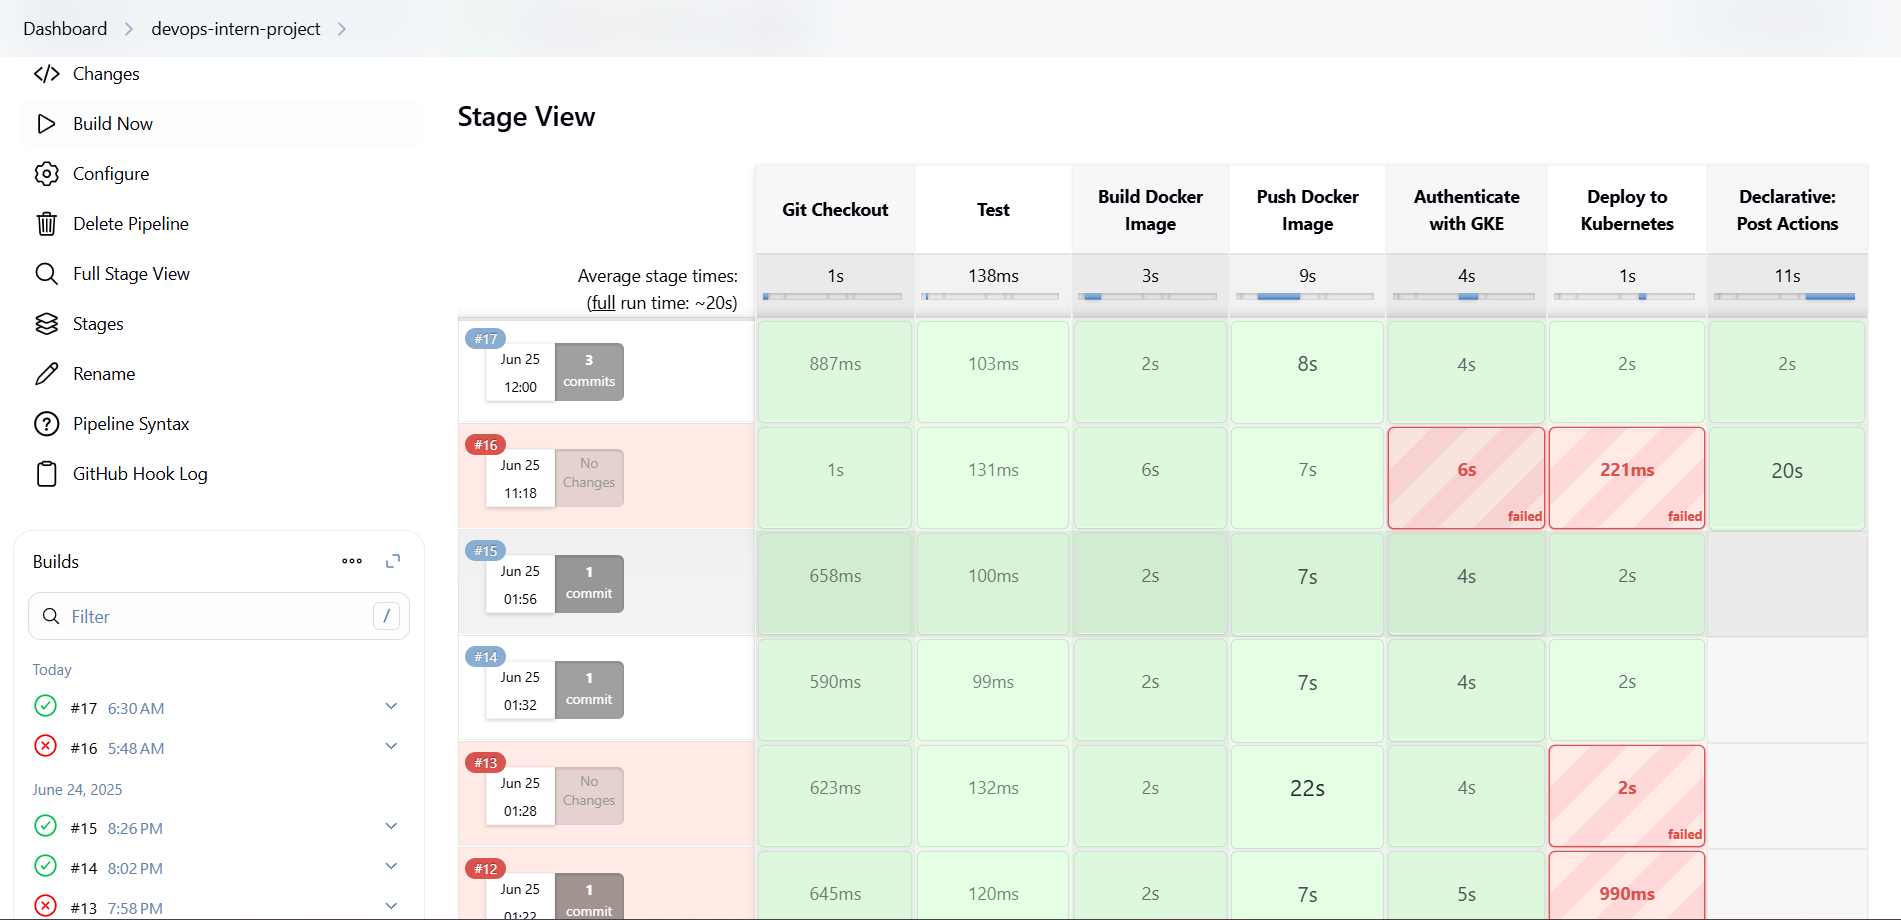 Dashboard
devops-intern-project
Changes
Build Now
Configure
Delete Pipeline
Full Stage View
Stages
Rename
Pipeline Syntax
GitHub Hook Log
Builds
Filter
/
Today
#17 6:30 AM
#16 5:48 AM
June 24, 2025
#15 8:26 PM
#14 8:02 PM
#13 7:58 PM
Stage View
Git Checkout
Test
Build Docker
Image
Push Docker
Image
Authenticate
with GKE
Deploy to
Kubernetes
Declarative:
Post Actions
Average stage times:
(full run time: ~20s)
1s
138ms
3s
9s
4s
1s
11s
#17
Jun 25
12:00
3
commits
887ms
103ms
2s
8s
4s
2s
2s
#16
Jun 25
11:18
No
Changes
1s
131ms
6s
7s
6s
failed
221ms
failed
20s
#15
Jun 25
01:56
1
commit
658ms
100ms
2s
7s
4s
2s
#14
Jun 25
01:32
1
commit
590ms
99ms
2s
7s
4s
2s
#13
Jun 25
01:28
No
Changes
623ms
132ms
2s
22s
4s
2s
failed
#12
Jun 25
01:22
1
commit
645ms
120ms
2s
7s
5s
990ms